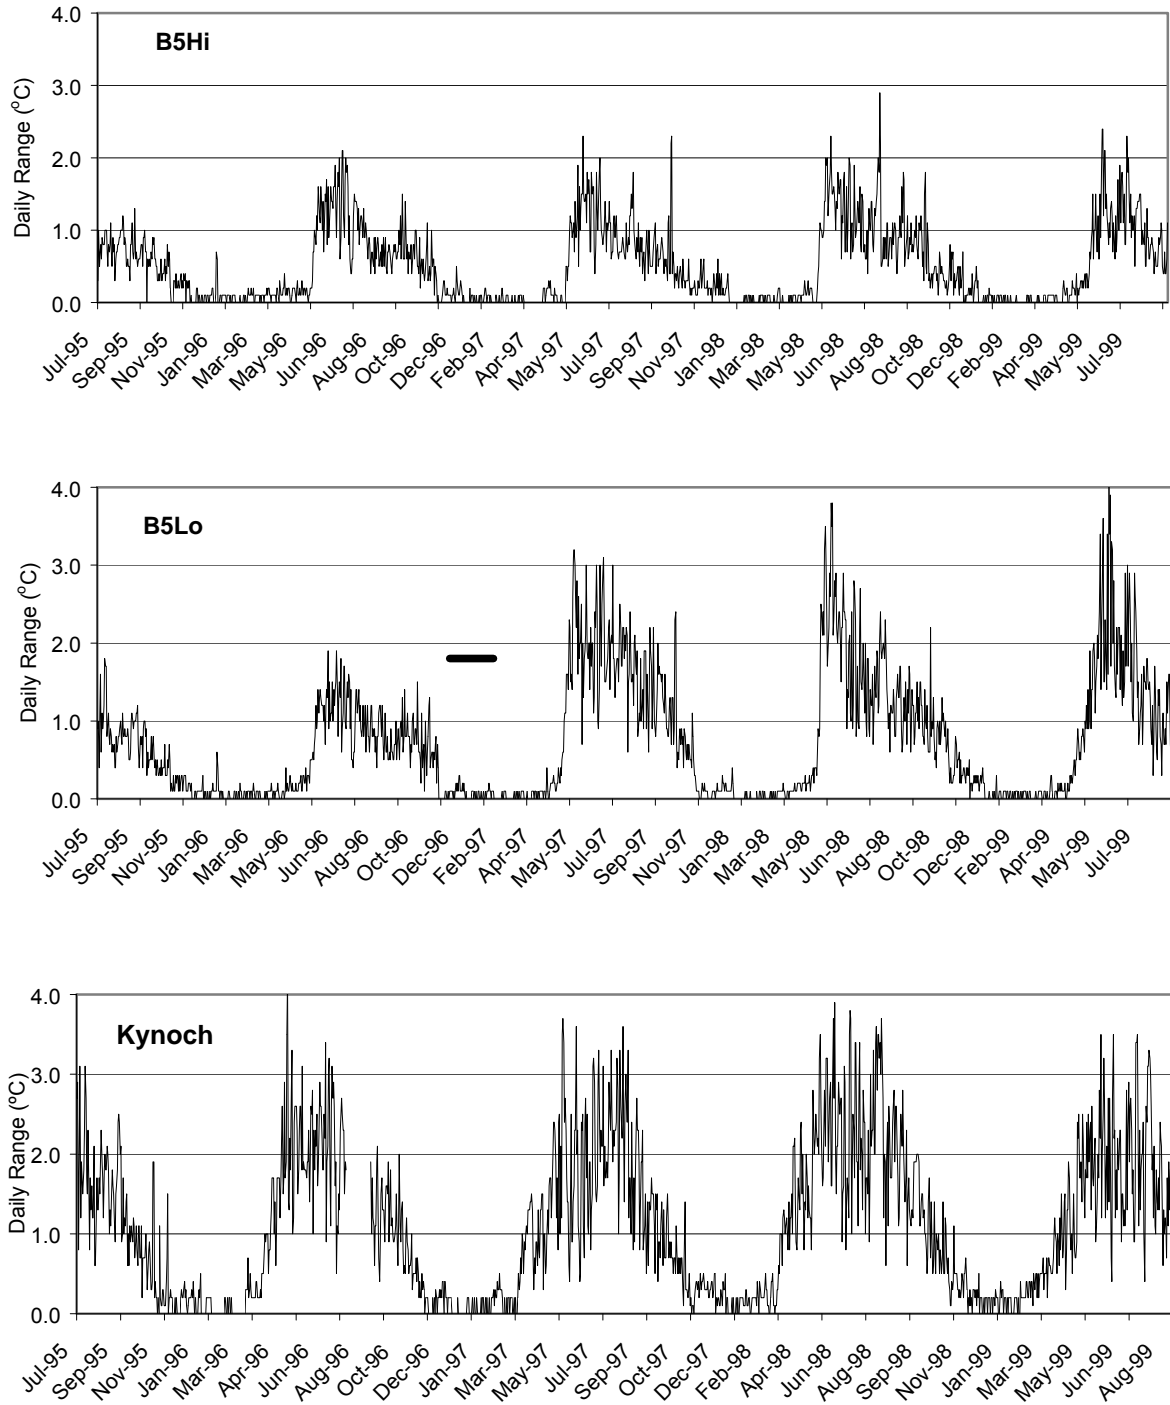 4.0
B5Hi
3.0
2.0
1.0
0.0
Daily Range (°C)
Jul-95 Sep-95 Nov-95 Jan-96 Mar-96 May-96 Jun-96 Aug-96 Oct-96 Dec-96 Feb-97 Apr-97 May-97 Jul-97 Sep-97 Nov-97 Jan-98 Mar-98 May-98 Jun-98 Aug-98 Oct-98 Dec-98 Feb-99 Apr-99 May-99 Jul-99
4.0
B5Lo
3.0
2.0
1.0
0.0
Daily Range (°C)
Jul-95 Sep-95 Nov-95 Jan-96 Mar-96 May-96 Jun-96 Aug-96 Oct-96 Dec-96 Feb-97 Apr-97 May-97 Jul-97 Sep-97 Nov-97 Jan-98 Mar-98 May-98 Jun-98 Aug-98 Oct-98 Dec-98 Feb-99 Apr-99 May-99 Jul-99
4.0
Kynoch
3.0
2.0
1.0
0.0
Daily Range (ºC)
Jul-95 Sep-95 Nov-95 Jan-96 Mar-96 Apr-96 Jun-96 Aug-96 Oct-96 Dec-96 Jan-97 Mar-97 May-97 Jul-97 Sep-97 Oct-97 Dec-97 Feb-98 Apr-98 Jun-98 Aug-98 Sep-98 Nov-98 Jan-99 Mar-99 May-99 Jun-99 Aug-99